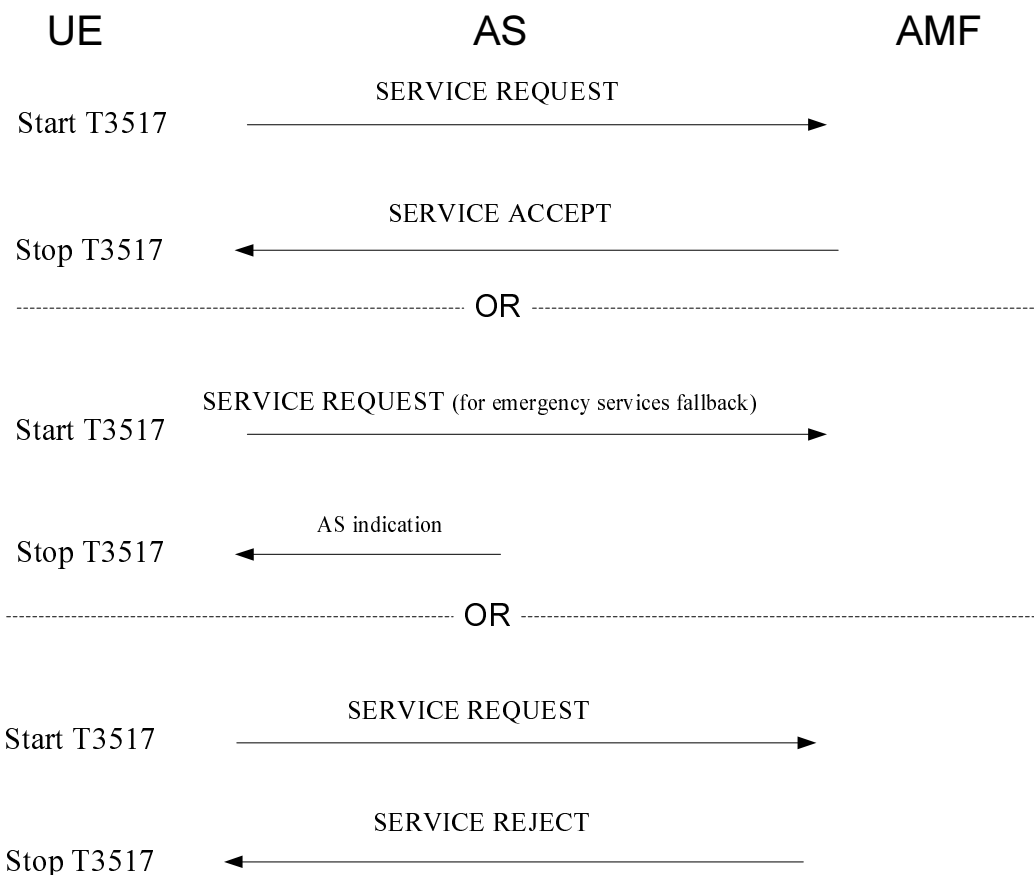 UE AS AMF
SERVICE REQUEST
Start T3517
SERVICE ACCEPT
Stop T3517
OR
SERVICE REQUEST (for emergency services fallback)
Start T3517
AS indication
Stop T3517
OR
SERVICE REQUEST
Start T3517
SERVICE REJECT
Stop T3517